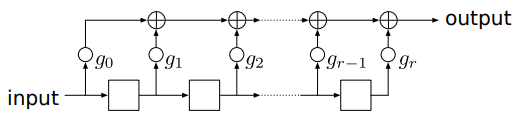 output
g₀ g₁ g₂ gᵣ₋₁ gᵣ
input